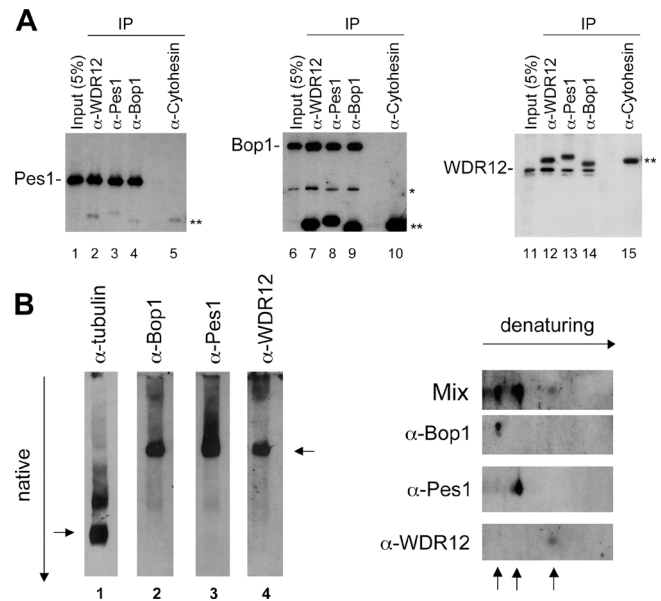 A
IP
Input (5%)
α-WDR12
α-Pes1
α-Bop1
α-Cytohesin
Pes1-
**
1 2 3 4 5
IP
Input (5%)
α-WDR12
α-Pes1
α-Bop1
α-Cytohesin
Bop1-
*
**
6 7 8 9 10
IP
Input (5%)
α-WDR12
α-Pes1
α-Bop1
α-Cytohesin
WDR12-
**
11 12 13 14 15
B
native
α-tubulin
α-Bop1
α-Pes1
α-WDR12
1 2 3 4
denaturing
Mix
α-Bop1
α-Pes1
α-WDR12